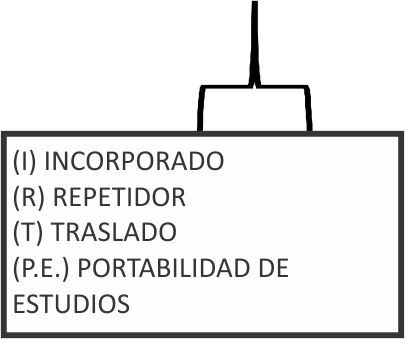 (I) INCORPORADO
(R) REPETIDOR
(T) TRASLADO
(P.E.) PORTABILIDAD DE
ESTUDIOS